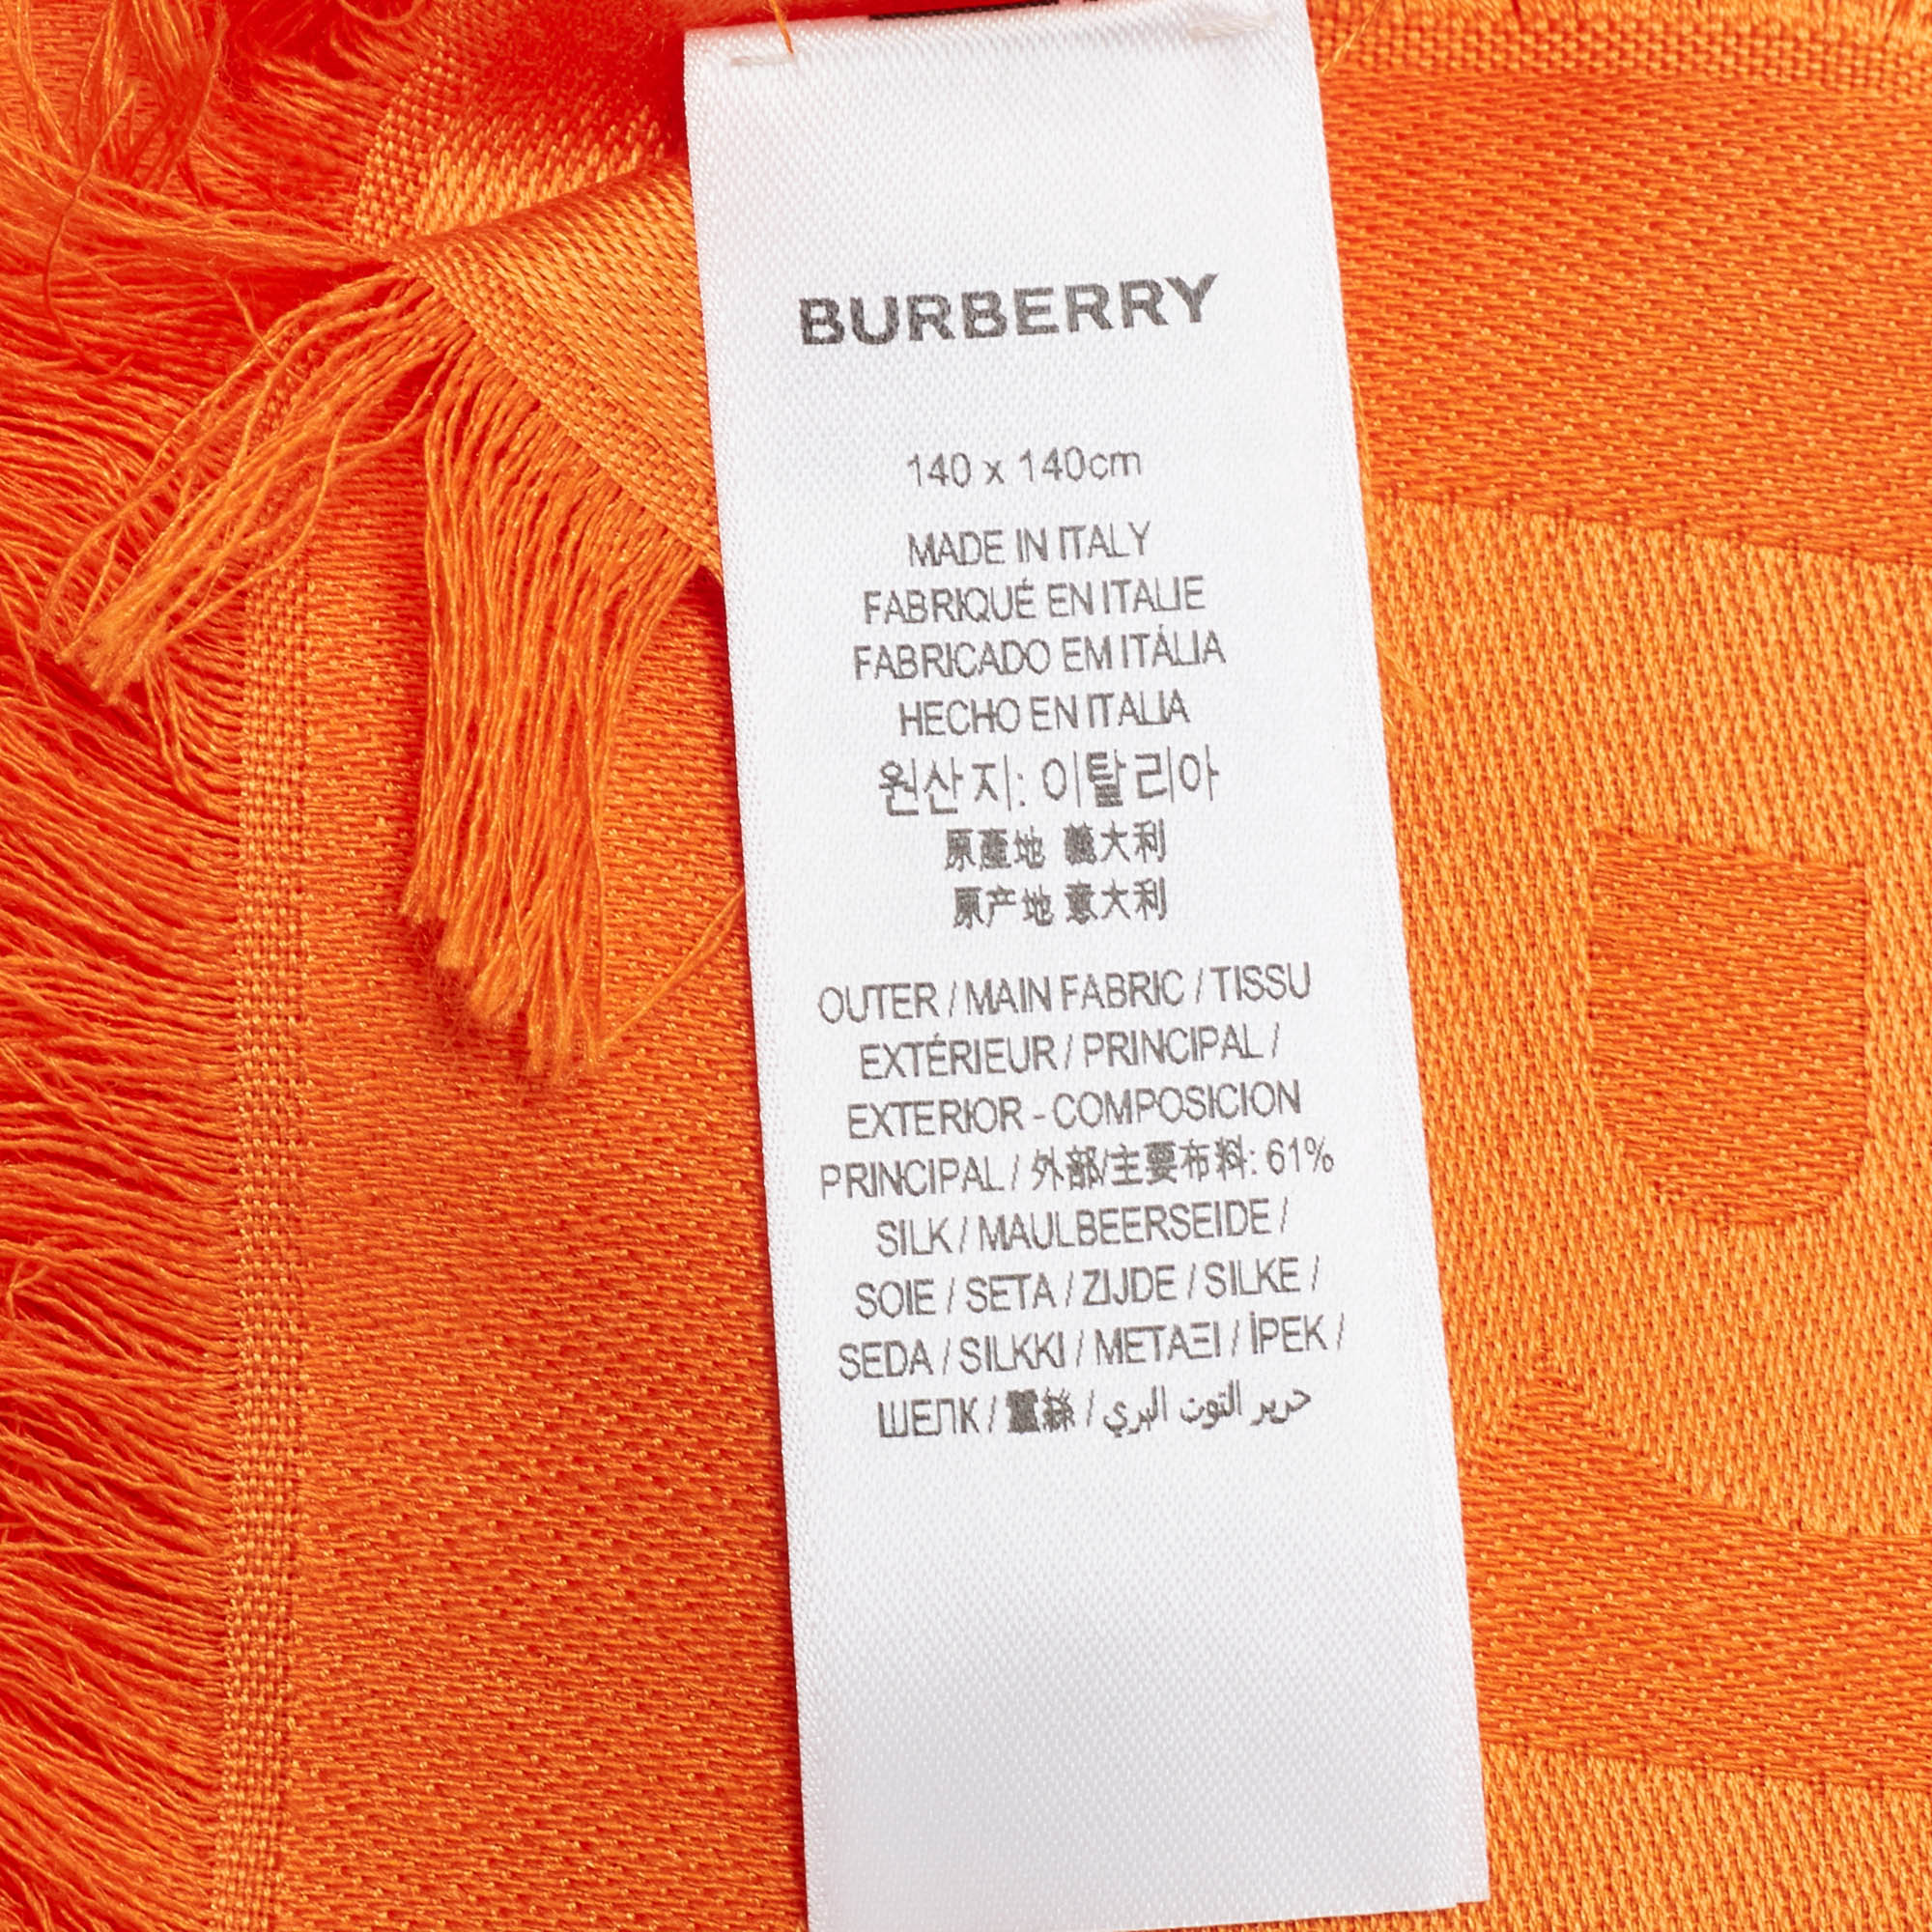 BURBERRY
140 x 140cm
MADE IN ITALY
FABRIQUÉ EN ITALIE
FABRICADO EM ITÁLIA
HECHO EN ITALIA
원산지: 이탈리아
原產地 義大利
原产地 意大利
OUTER / MAIN FABRIC / TISSU
EXTÉRIEUR / PRINCIPAL /
EXTERIOR - COMPOSICION
PRINCIPAL / 外部/主要布料: 61%
SILK / MAULBEERSEIDE /
SOIE / SETA / ZIJDE / SILKE /
SEDA / SILKKI / ΜΕΤΑΞΙ / İPEK /
ШЕЛК / 蠶絲 / حرير التوت البري